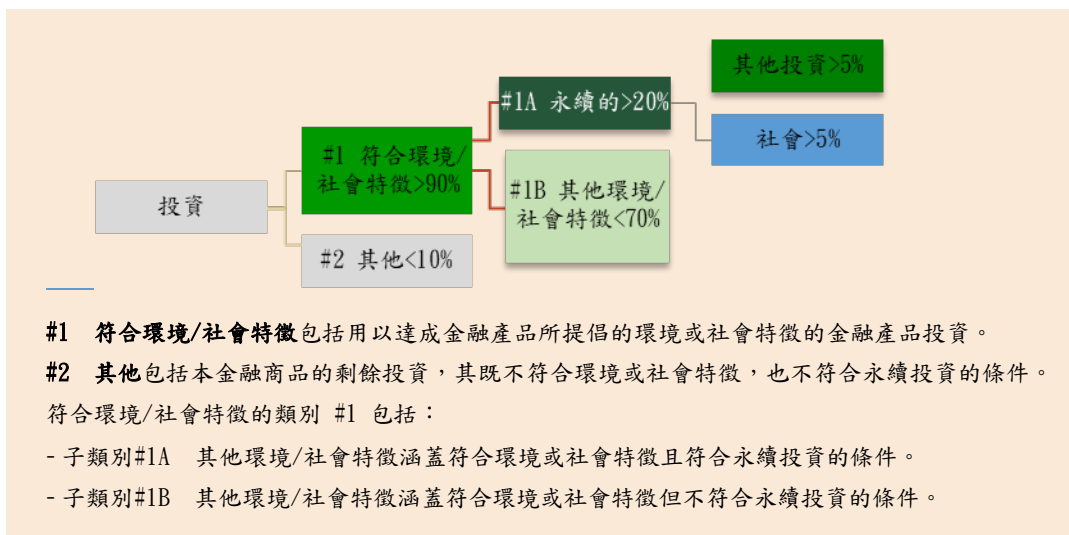 其他投資>5%
#1A 永續的>20%
社會>5%
#1 符合環境/
社會特徵>90%
#1B 其他環境/
社會特徵<70%
投資
#2 其他<10%
#1 符合環境/社會特徵包括用以達成金融產品所提倡的環境或社會特徵的金融產品投資。
#2 其他包括本金融商品的剩餘投資，其既不符合環境或社會特徵，也不符合永續投資的條件。
符合環境/社會特徵的類別 #1 包括：
- 子類別#1A 其他環境/社會特徵涵蓋符合環境或社會特徵且符合永續投資的條件。
- 子類別#1B 其他環境/社會特徵涵蓋符合環境或社會特徵但不符合永續投資的條件。